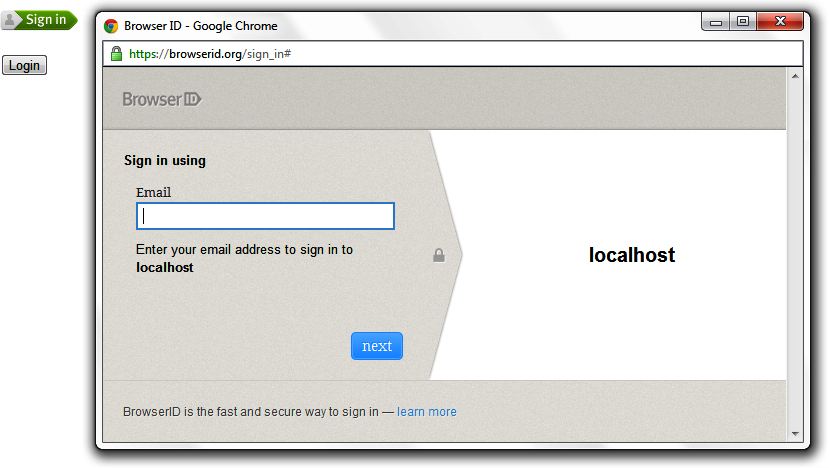 Sign in
Login
Browser ID - Google Chrome
https://browserid.org/sign_in#
BrowserID
Sign in using
Email
Enter your email address to sign in to
localhost
localhost
next
BrowserID is the fast and secure way to sign in — learn more